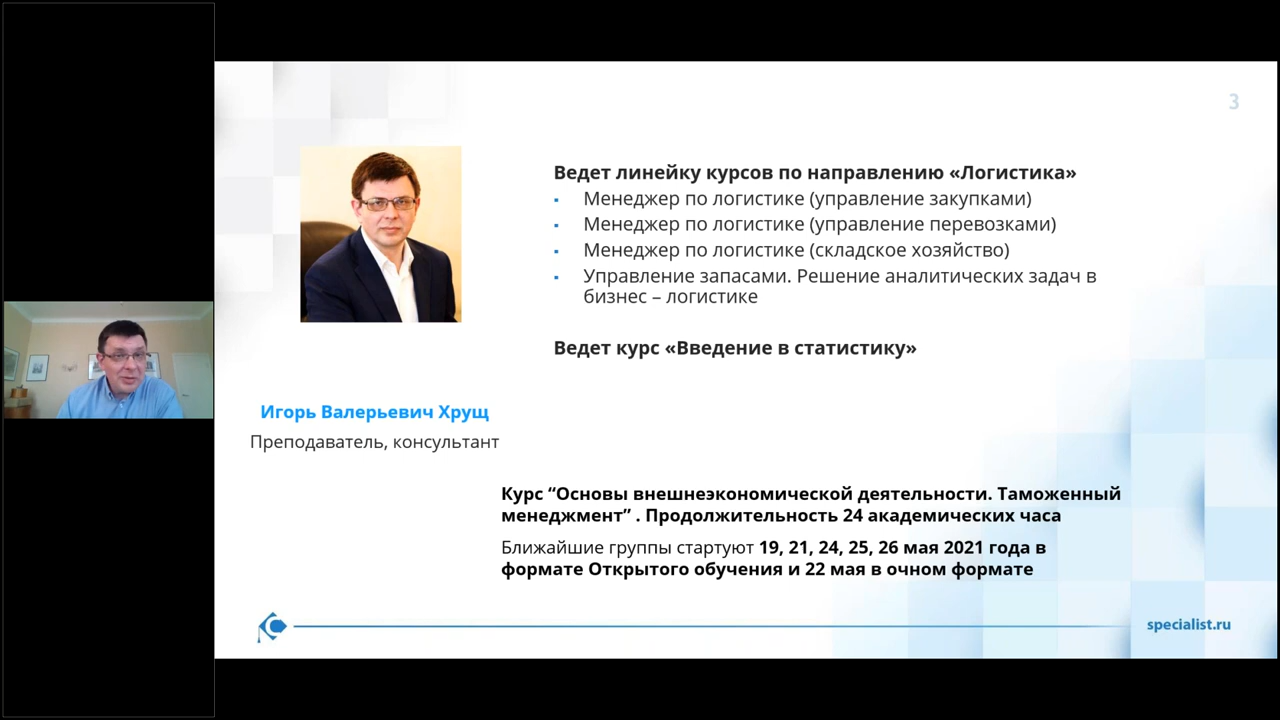 3
Ведет линейку курсов по направлению «Логистика»
▪ Менеджер по логистике (управление закупками)
▪ Менеджер по логистике (управление перевозками)
▪ Менеджер по логистике (складское хозяйство)
▪ Управление запасами. Решение аналитических задач в
бизнес – логистике
Ведет курс «Введение в статистику»
Игорь Валерьевич Хрущ
Преподаватель, консультант
Курс “Основы внешнеэкономической деятельности. Таможенный
менеджмент” . Продолжительность 24 академических часа
Ближайшие группы стартуют 19, 21, 24, 25, 26 мая 2021 года в
формате Открытого обучения и 22 мая в очном формате
specialist.ru